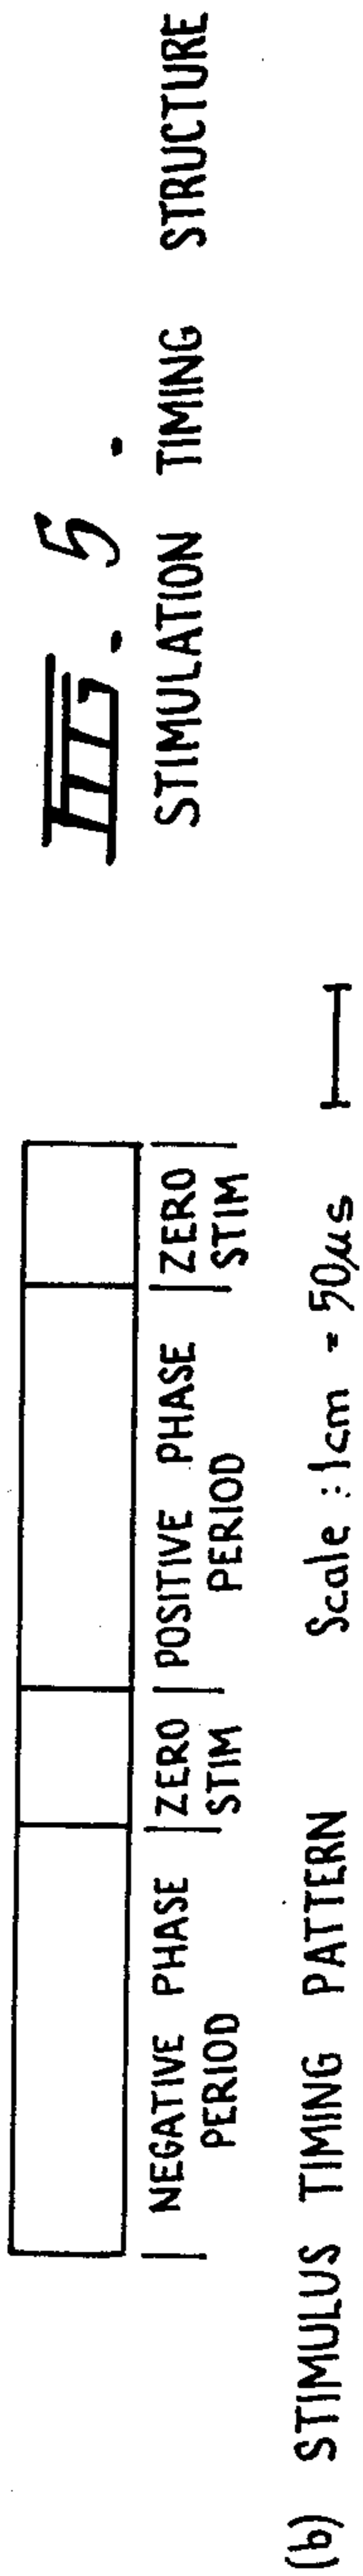 FIG. 5.
STIMULATION TIMING STRUCTURE
NEGATIVE PHASE PERIOD
ZERO STIM
POSITIVE PHASE PERIOD
ZERO STIM
(b) STIMULUS TIMING PATTERN Scale : 1cm = 50µs